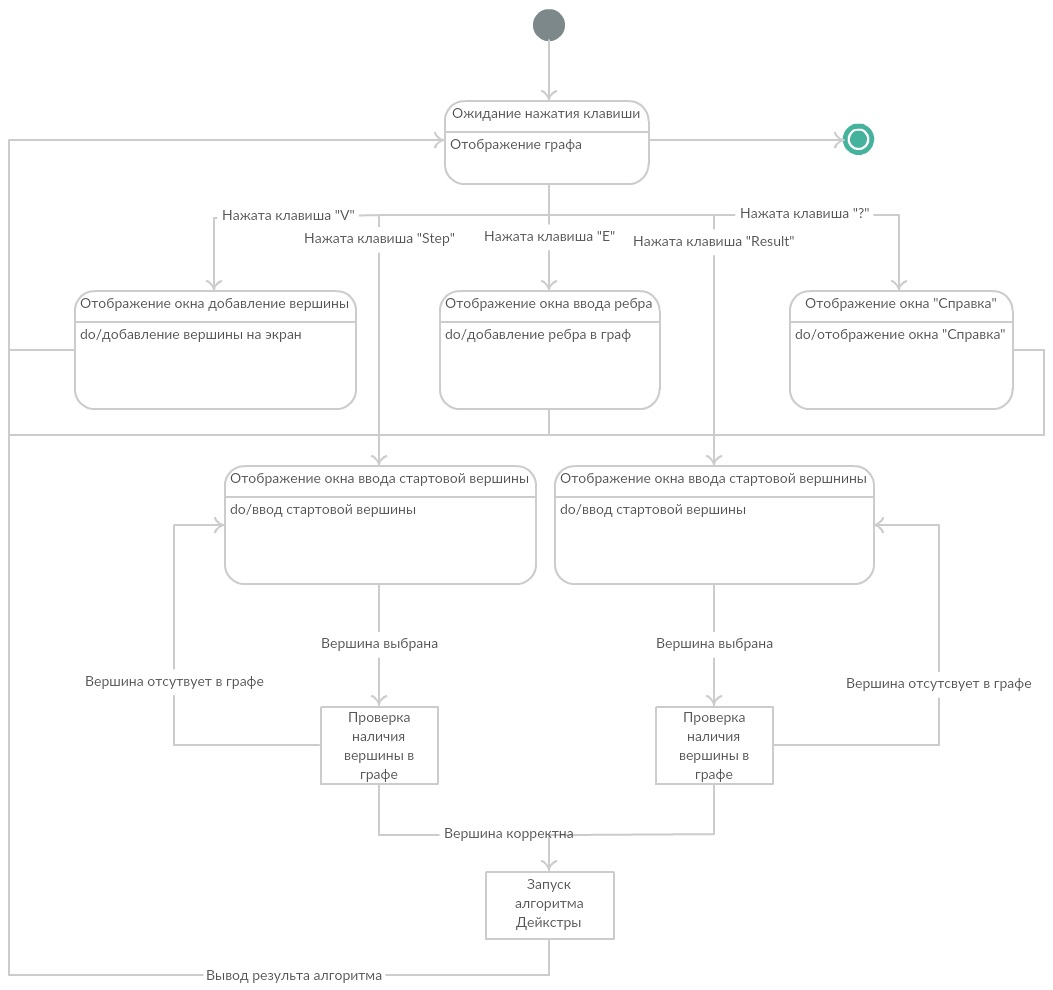 Ожидание нажатия клавиши
Отображение графа
Нажата клавиша "V"
Нажата клавиша "?"
Нажата клавиша "Step"
Нажата клавиша "E"
Нажата клавиша "Result"
Отображение окна добавление вершины
do/добавление вершины на экран
Отображение окна ввода ребра
do/добавление ребра в граф
Отображение окна "Справка"
do/отображение окна "Справка"
Отображение окна ввода стартовой вершины
do/ввод стартовой вершины
Отображение окна ввода стартовой вершнины
do/ввод стартовой вершины
Вершина выбрана
Вершина выбрана
Вершина отсутвует в графе
Вершина отсутсвует в графе
Проверка
наличия
вершины в
графе
Проверка
наличия
вершины в
графе
Вершина корректна
Запуск
алгоритма
Дейкстры
Вывод результа алгоритма